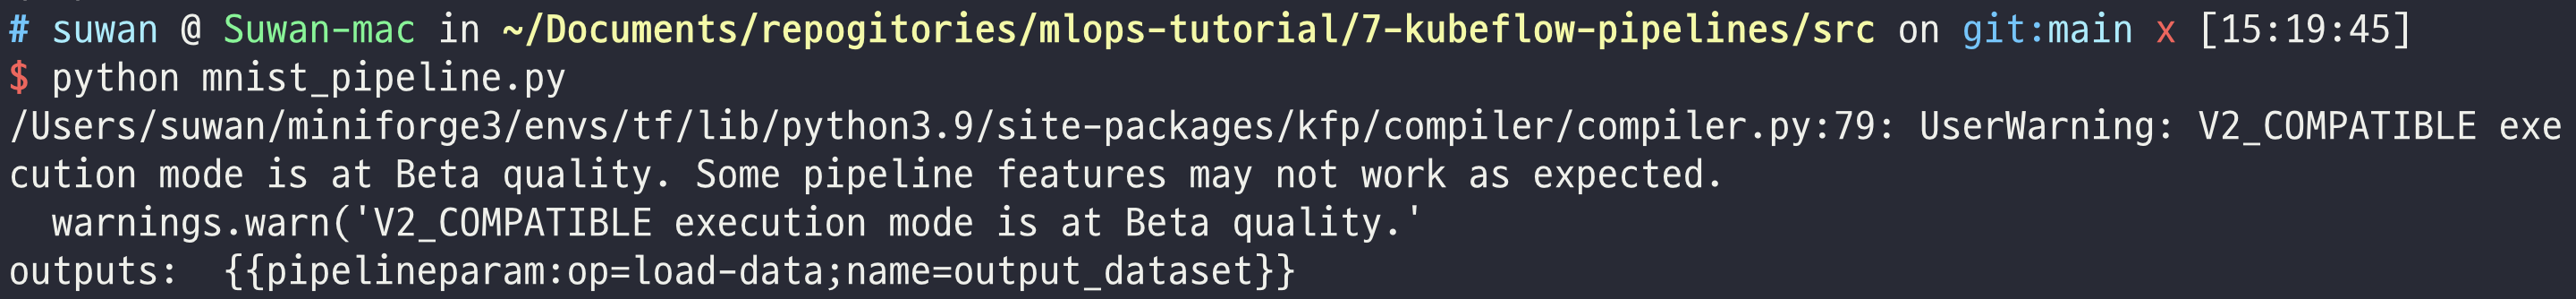 # suwan @ Suwan-mac in ~/Documents/repogitories/mlops-tutorial/7-kubeflow-pipelines/src on git:main x [15:19:45]
$ python mnist_pipeline.py
/Users/suwan/miniforge3/envs/tf/lib/python3.9/site-packages/kfp/compiler/compiler.py:79: UserWarning: V2_COMPATIBLE exe
cution mode is at Beta quality. Some pipeline features may not work as expected.
  warnings.warn('V2_COMPATIBLE execution mode is at Beta quality.'
outputs:  {{pipelineparam:op=load-data;name=output_dataset}}